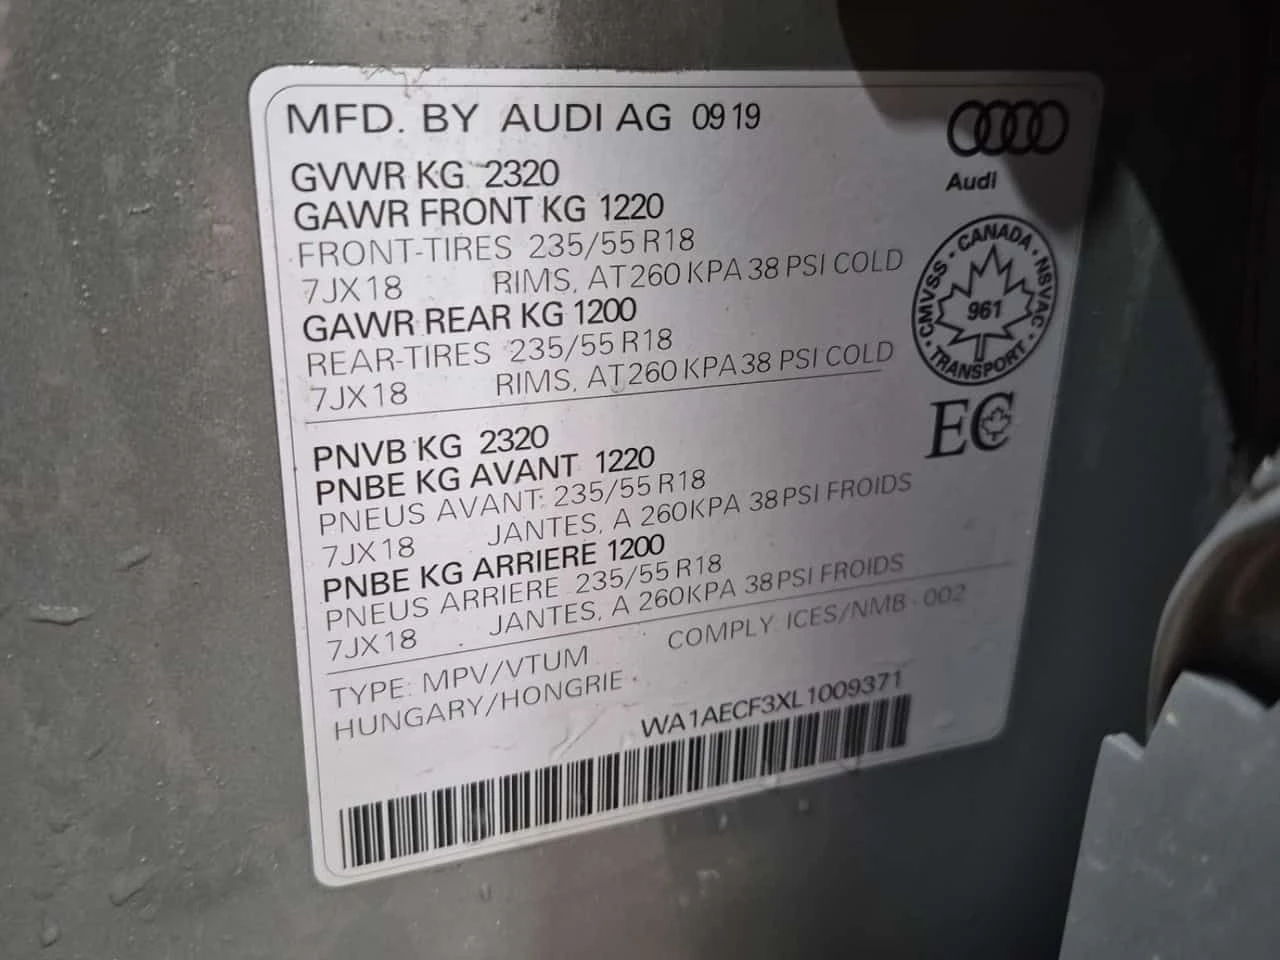 MFD. BY AUDI AG 09 19
Audi
GVWR KG 2320
GAWR FRONT KG 1220
FRONT-TIRES 235/55 R18
7JX18 RIMS, AT 260 KPA 38 PSI COLD
GAWR REAR KG 1200
REAR-TIRES 235/55 R18
7JX18 RIMS, AT 260 KPA 38 PSI COLD
CANADA · NSVAC · TRANSPORT · CMVSS ·
961
EC
PNVB KG 2320
PNBE KG AVANT 1220
PNEUS AVANT: 235/55 R18
7JX18 JANTES, A 260KPA 38 PSI FROIDS
PNBE KG ARRIERE 1200
PNEUS ARRIERE 235/55 R18
7JX18 JANTES, A 260KPA 38 PSI FROIDS
TYPE: MPV/VTUM COMPLY ICES/NMB-002
HUNGARY/HONGRIE
WA1AECF3XL1009371